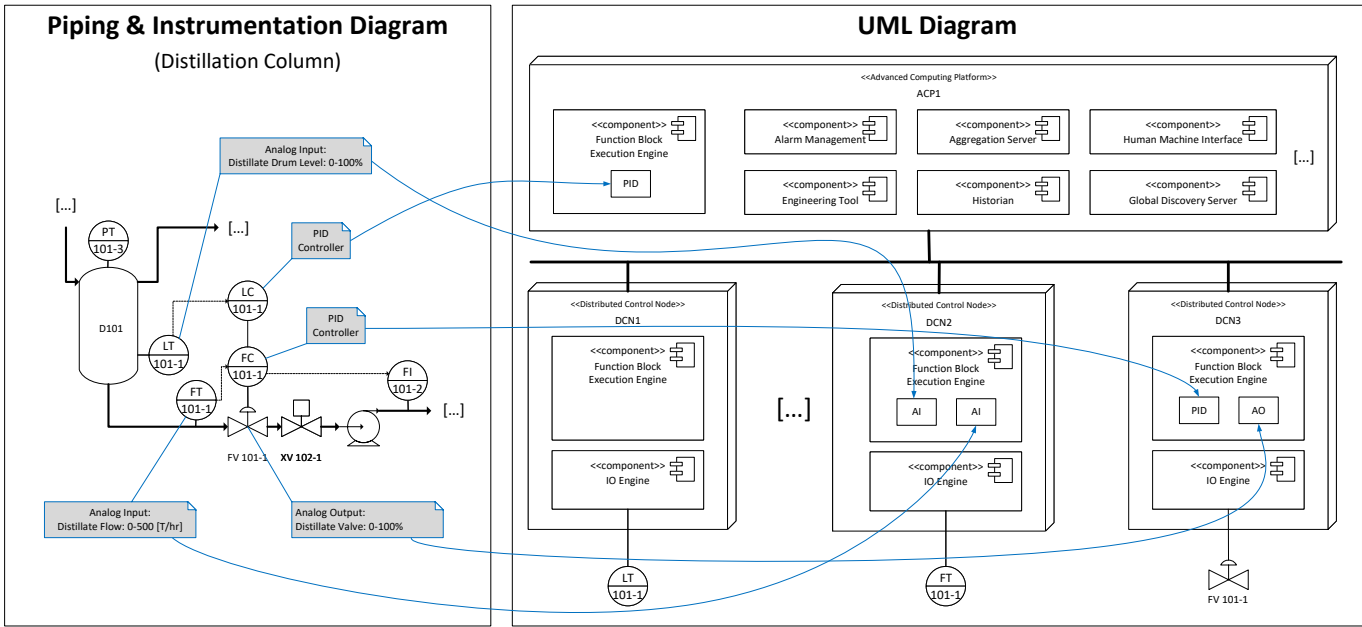 Piping & Instrumentation Diagram
(Distillation Column)
Analog Input:
Distillate Drum Level: 0-100%
[...]
[...]
PT
101-3
PID
Controller
D101
LC
101-1
PID
Controller
LT
101-1
FC
101-1
FI
101-2
FT
101-1
[...]
FV 101-1
XV 102-1
Analog Input:
Distillate Flow: 0-500 [T/hr]
Analog Output:
Distillate Valve: 0-100%
UML Diagram
<<Advanced Computing Platform>>
ACP1
<<component>>
Function Block
Execution Engine
PID
<<component>>
Alarm Management
<<component>>
Aggregation Server
<<component>>
Human Machine Interface
[...]
<<component>>
Engineering Tool
<<component>>
Historian
<<component>>
Global Discovery Server
<<Distributed Control Node>>
DCN1
<<component>>
Function Block
Execution Engine
<<component>>
IO Engine
LT
101-1
[...]
<<Distributed Control Node>>
DCN2
<<component>>
Function Block
Execution Engine
AI
AI
<<component>>
IO Engine
FT
101-1
<<Distributed Control Node>>
DCN3
<<component>>
Function Block
Execution Engine
PID
AO
<<component>>
IO Engine
FV 101-1